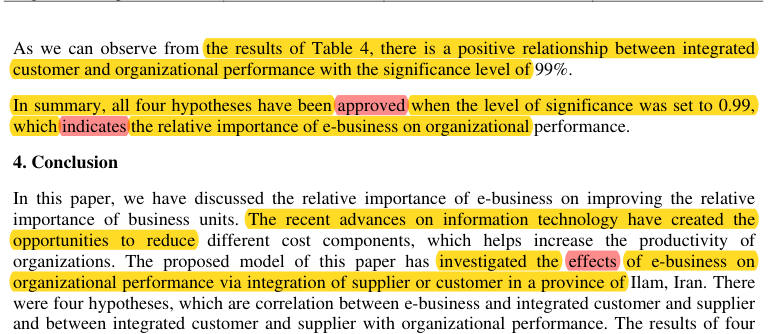 As we can observe from the results of Table 4, there is a positive relationship between integrated
customer and organizational performance with the significance level of 99%.
In summary, all four hypotheses have been approved when the level of significance was set to 0.99,
which indicates the relative importance of e-business on organizational performance.
4. Conclusion
In this paper, we have discussed the relative importance of e-business on improving the relative
importance of business units. The recent advances on information technology have created the
opportunities to reduce different cost components, which helps increase the productivity of
organizations. The proposed model of this paper has investigated the effects of e-business on
organizational performance via integration of supplier or customer in a province of Ilam, Iran. There
were four hypotheses, which are correlation between e-business and integrated customer and supplier
and between integrated customer and supplier with organizational performance. The results of four